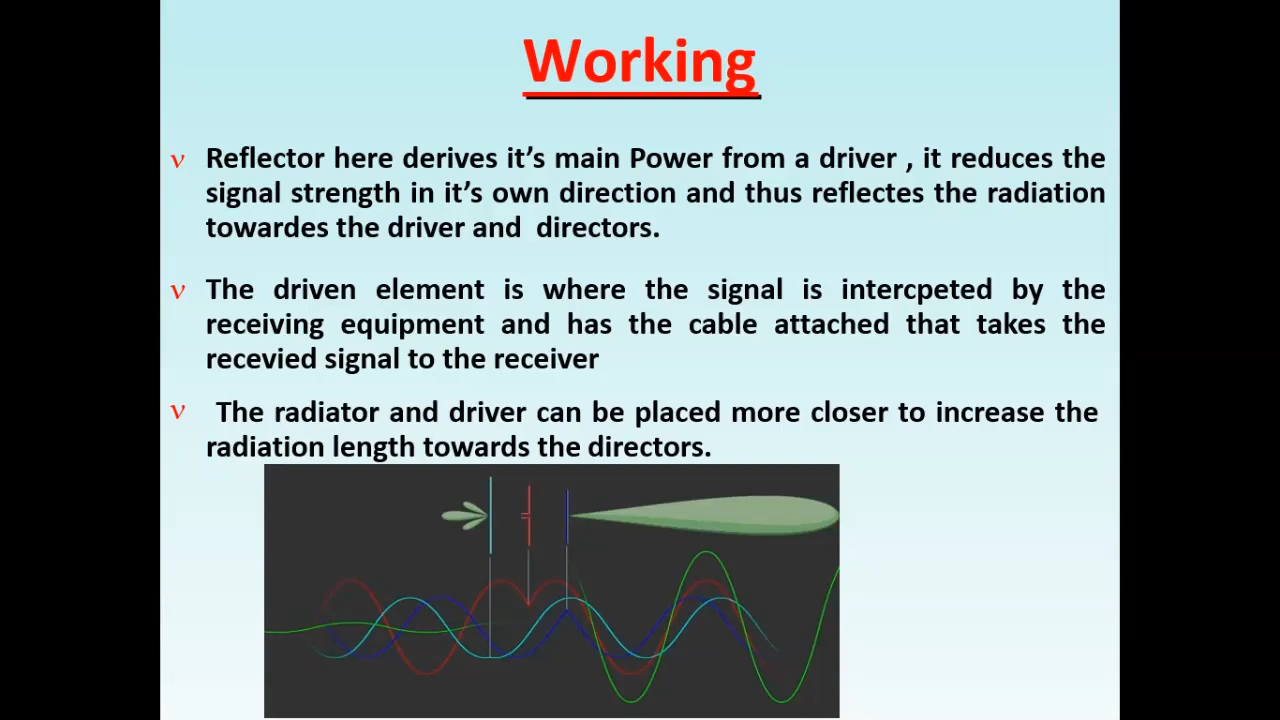 Working
v Reflector here derives it’s main Power from a driver , it reduces the
signal strength in it’s own direction and thus reflectes the radiation
towardes the driver and directors.
v The driven element is where the signal is intercpeted by the
receiving equipment and has the cable attached that takes the
recevied signal to the receiver
v The radiator and driver can be placed more closer to increase the
radiation length towards the directors.